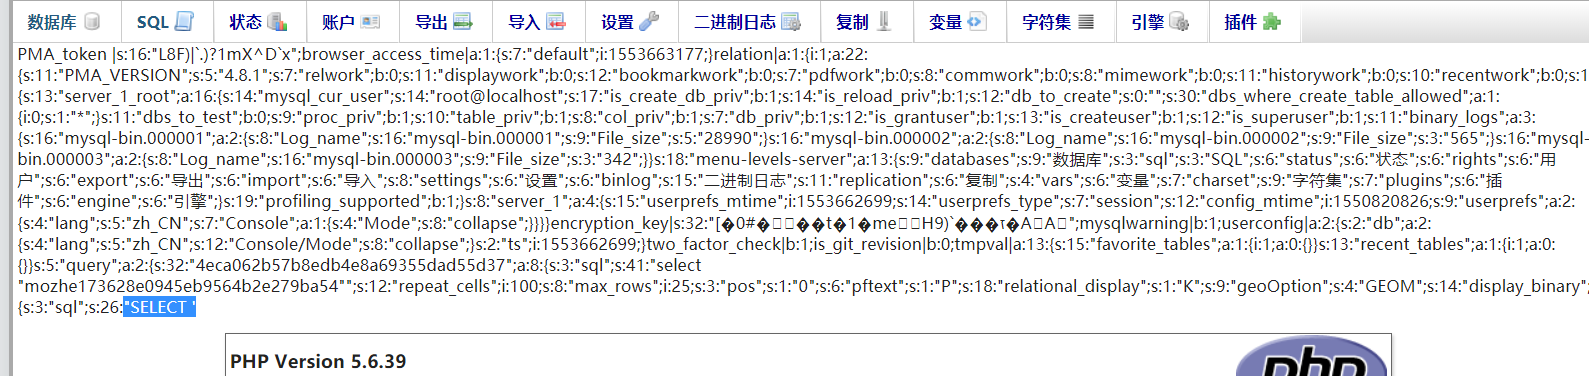 数据库 SQL 状态 账户 导出 导入 设置 二进制日志 复制 变量 字符集 引擎 插件
PMA_token |s:16:"L8F)|`.)?1mX^D`x";browser_access_time|a:1:{s:7:"default";i:1553663177;}relation|a:1:{i:1;a:22:
{s:11:"PMA_VERSION";s:5:"4.8.1";s:7:"relwork";b:0;s:11:"displaywork";b:0;s:12:"bookmarkwork";b:0;s:7:"pdfwork";b:0;s:8:"commwork";b:0;s:8:"mimework";b:0;s:11:"historywork";b:0;s:10:"recentwork";b:0;s:1
{s:13:"server_1_root";a:16:{s:14:"mysql_cur_user";s:14:"root@localhost";s:17:"is_create_db_priv";b:1;s:14:"is_reload_priv";b:1;s:12:"db_to_create";s:0:"";s:30:"dbs_where_create_table_allowed";a:1:
{i:0;s:1:"*";}s:11:"dbs_to_test";b:0;s:9:"proc_priv";b:1;s:10:"table_priv";b:1;s:8:"col_priv";b:1;s:7:"db_priv";b:1;s:12:"is_grantuser";b:1;s:13:"is_createuser";b:1;s:12:"is_superuser";b:1;s:11:"binary_logs";a:3:
{s:16:"mysql-bin.000001";a:2:{s:8:"Log_name";s:16:"mysql-bin.000001";s:9:"File_size";s:5:"28990";}s:16:"mysql-bin.000002";a:2:{s:8:"Log_name";s:16:"mysql-bin.000002";s:9:"File_size";s:3:"565";}s:16:"mysql-
bin.000003";a:2:{s:8:"Log_name";s:16:"mysql-bin.000003";s:9:"File_size";s:3:"342";}}s:18:"menu-levels-server";a:13:{s:9:"databases";s:9:"数据库";s:3:"sql";s:3:"SQL";s:6:"status";s:6:"状态";s:6:"rights";s:6:"用
户";s:6:"export";s:6:"导出";s:6:"import";s:6:"导入";s:8:"settings";s:6:"设置";s:6:"binlog";s:15:"二进制日志";s:11:"replication";s:6:"复制";s:4:"vars";s:6:"变量";s:7:"charset";s:9:"字符集";s:7:"plugins";s:6:"插
件";s:6:"engine";s:6:"引擎";}s:19:"profiling_supported";b:1;}s:8:"server_1";a:4:{s:15:"userprefs_mtime";i:1553662699;s:14:"userprefs_type";s:7:"session";s:12:"config_mtime";i:1550820826;s:9:"userprefs";a:2:
{s:4:"lang";s:5:"zh_CN";s:7:"Console";a:1:{s:4:"Mode";s:8:"collapse";}}}}encryption_key|s:32:"[�0#���t�1�meH9)`���τ�AA";mysqlwarning|b:1;userconfig|a:2:{s:2:"db";a:2:
{s:4:"lang";s:5:"zh_CN";s:12:"Console/Mode";s:8:"collapse";}s:2:"ts";i:1553662699;}two_factor_check|b:1;is_git_revision|b:0;tmpval|a:13:{s:15:"favorite_tables";a:1:{i:1;a:0:{}}s:13:"recent_tables";a:1:{i:1;a:0:
{}}s:5:"query";a:2:{s:32:"4eca062b57b8edb4e8a69355dad55d37";a:8:{s:3:"sql";s:41:"select
"mozhe173628e0945eb9564b2e279ba54"";s:12:"repeat_cells";i:100;s:8:"max_rows";i:25;s:3:"pos";s:1:"0";s:6:"pftext";s:1:"P";s:18:"relational_display";s:1:"K";s:9:"geoOption";s:4:"GEOM";s:14:"display_binary";
{s:3:"sql";s:26:"SELECT '
PHP Version 5.6.39
php